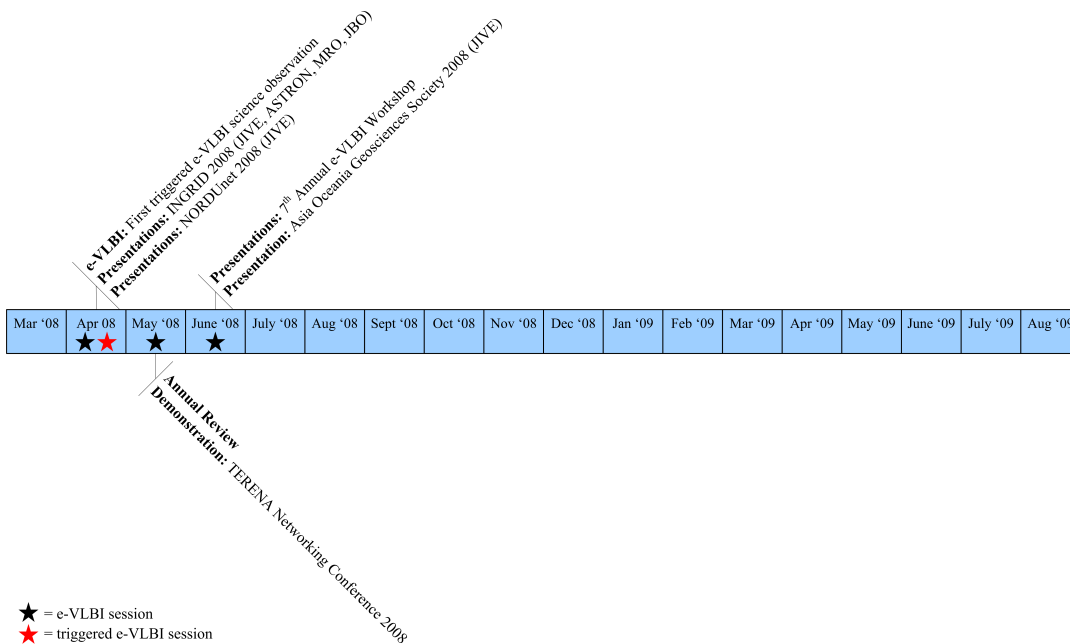 e-VLBI: First triggered e-VLBI science observation
Presentations: INGRID 2008 (JIVE, ASTRON, MRO, JBO)
Presentations: NORDUnet 2008 (JIVE)
Presentations: 7th Annual e-VLBI Workshop
Presentation: Asia Oceania Geosciences Society 2008 (JIVE)
Mar ‘08
Apr 08
May ‘08
June ‘08
July ‘08
Aug ‘08
Sept ‘08
Oct ‘08
Nov ‘08
Dec ‘08
Jan ‘09
Feb ‘09
Mar ‘09
Apr ‘09
May ‘09
June ‘09
July ‘09
Aug ‘09
Annual Review
Demonstration: TERENA Networking Conference 2008
= e-VLBI session
= triggered e-VLBI session